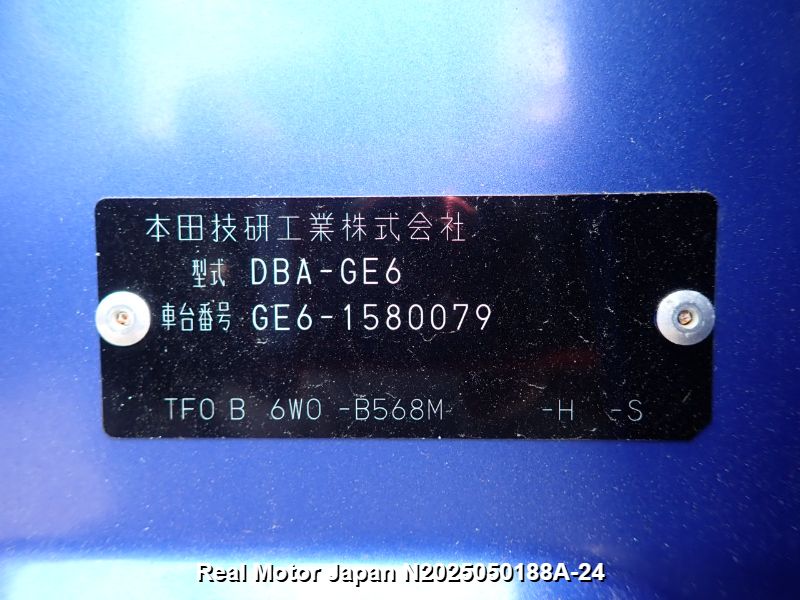 本田技研工業株式会社
型式 DBA-GE6
車台番号 GE6-1580079
TF0 B 6W0 -B568M- -H -S
Real Motor Japan N2025050188A-24